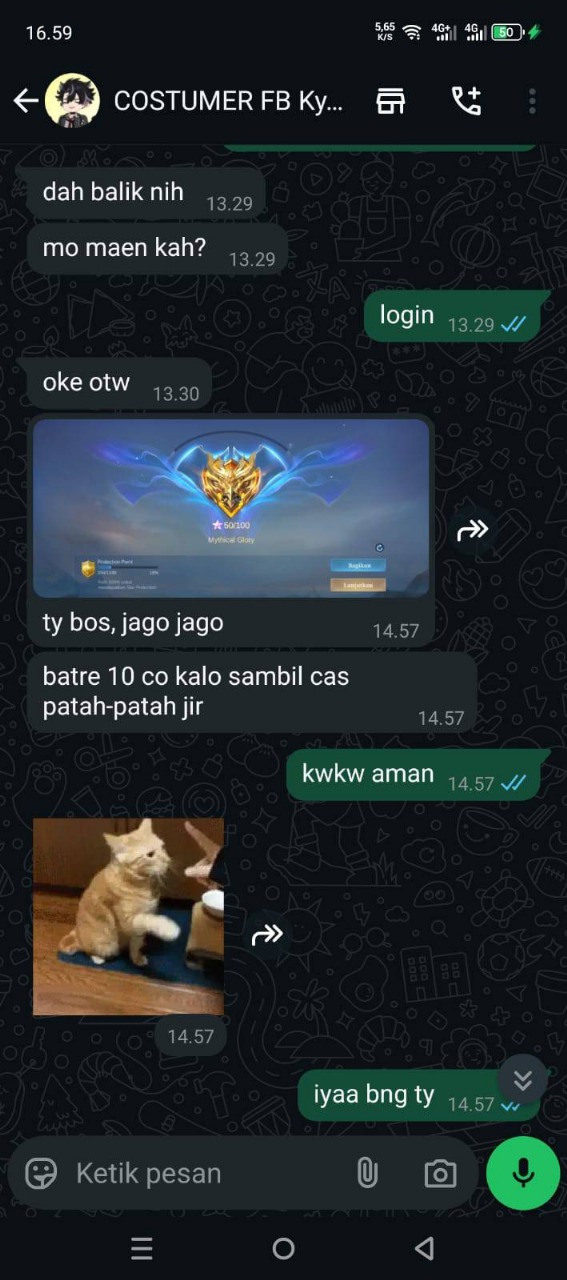 16.59
5,65
K/S
4G+
4G
50
COSTUMER FB Ky...
dah balik nih 13.29
mo maen kah? 13.29
login 13.29
oke otw 13.30
50/100
Mythical Glory
Protection Point
Bagikan
Lanjutkan
ty bos, jago jago 14.57
batre 10 co kalo sambil cas
patah-patah jir 14.57
kwkw aman 14.57
14.57
iyaa bng ty 14.57
Ketik pesan